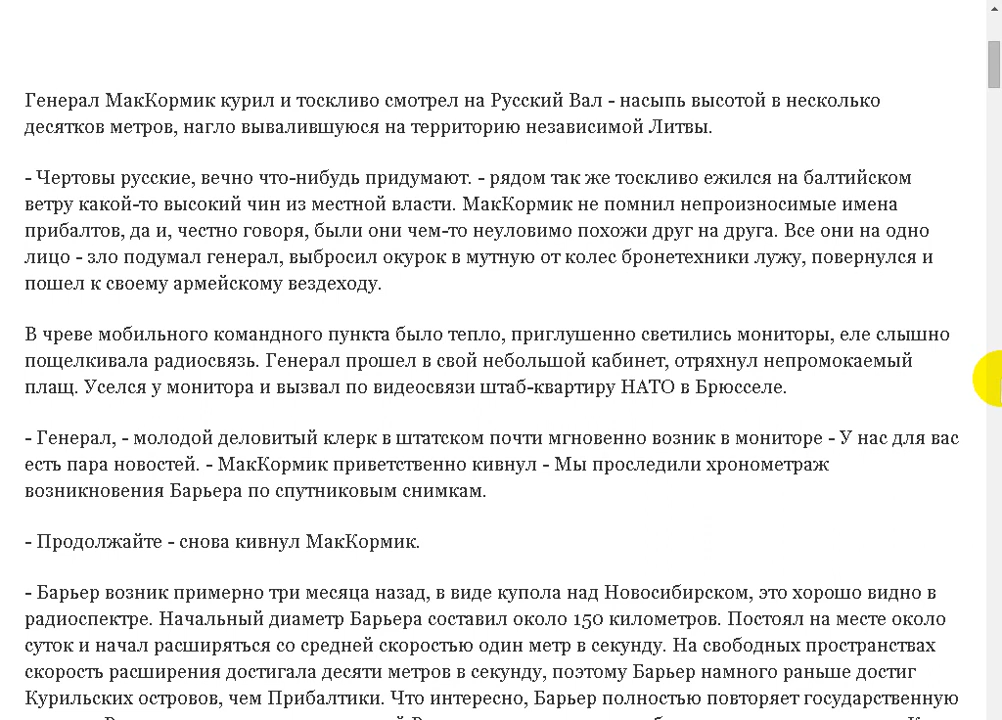 Генерал МакКормик курил и тоскливо смотрел на Русский Вал - насыпь высотой в несколько
десятков метров, нагло вывалившуюся на территорию независимой Литвы.
- Чертовы русские, вечно что-нибудь придумают. - рядом так же тоскливо ежился на балтийском
ветру какой-то высокий чин из местной власти. МакКормик не помнил непроизносимые имена
прибалтов, да и, честно говоря, были они чем-то неуловимо похожи друг на друга. Все они на одно
лицо - зло подумал генерал, выбросил окурок в мутную от колес бронетехники лужу, повернулся и
пошел к своему армейскому вездеходу.
В чреве мобильного командного пункта было тепло, приглушенно светились мониторы, еле слышно
пощелкивала радиосвязь. Генерал прошел в свой небольшой кабинет, отряхнул непромокаемый
плащ. Уселся у монитора и вызвал по видеосвязи штаб-квартиру НАТО в Брюсселе.
- Генерал, - молодой деловитый клерк в штатском почти мгновенно возник в мониторе - У нас для вас
есть пара новостей. - МакКормик приветственно кивнул - Мы проследили хронометраж
возникновения Барьера по спутниковым снимкам.
- Продолжайте - снова кивнул МакКормик.
- Барьер возник примерно три месяца назад, в виде купола над Новосибирском, это хорошо видно в
радиоспектре. Начальный диаметр Барьера составил около 150 километров. Постоял на месте около
суток и начал расширяться со средней скоростью один метр в секунду. На свободных пространствах
скорость расширения достигала десяти метров в секунду, поэтому Барьер намного раньше достиг
Курильских островов, чем Прибалтики. Что интересно, Барьер полностью повторяет государственную